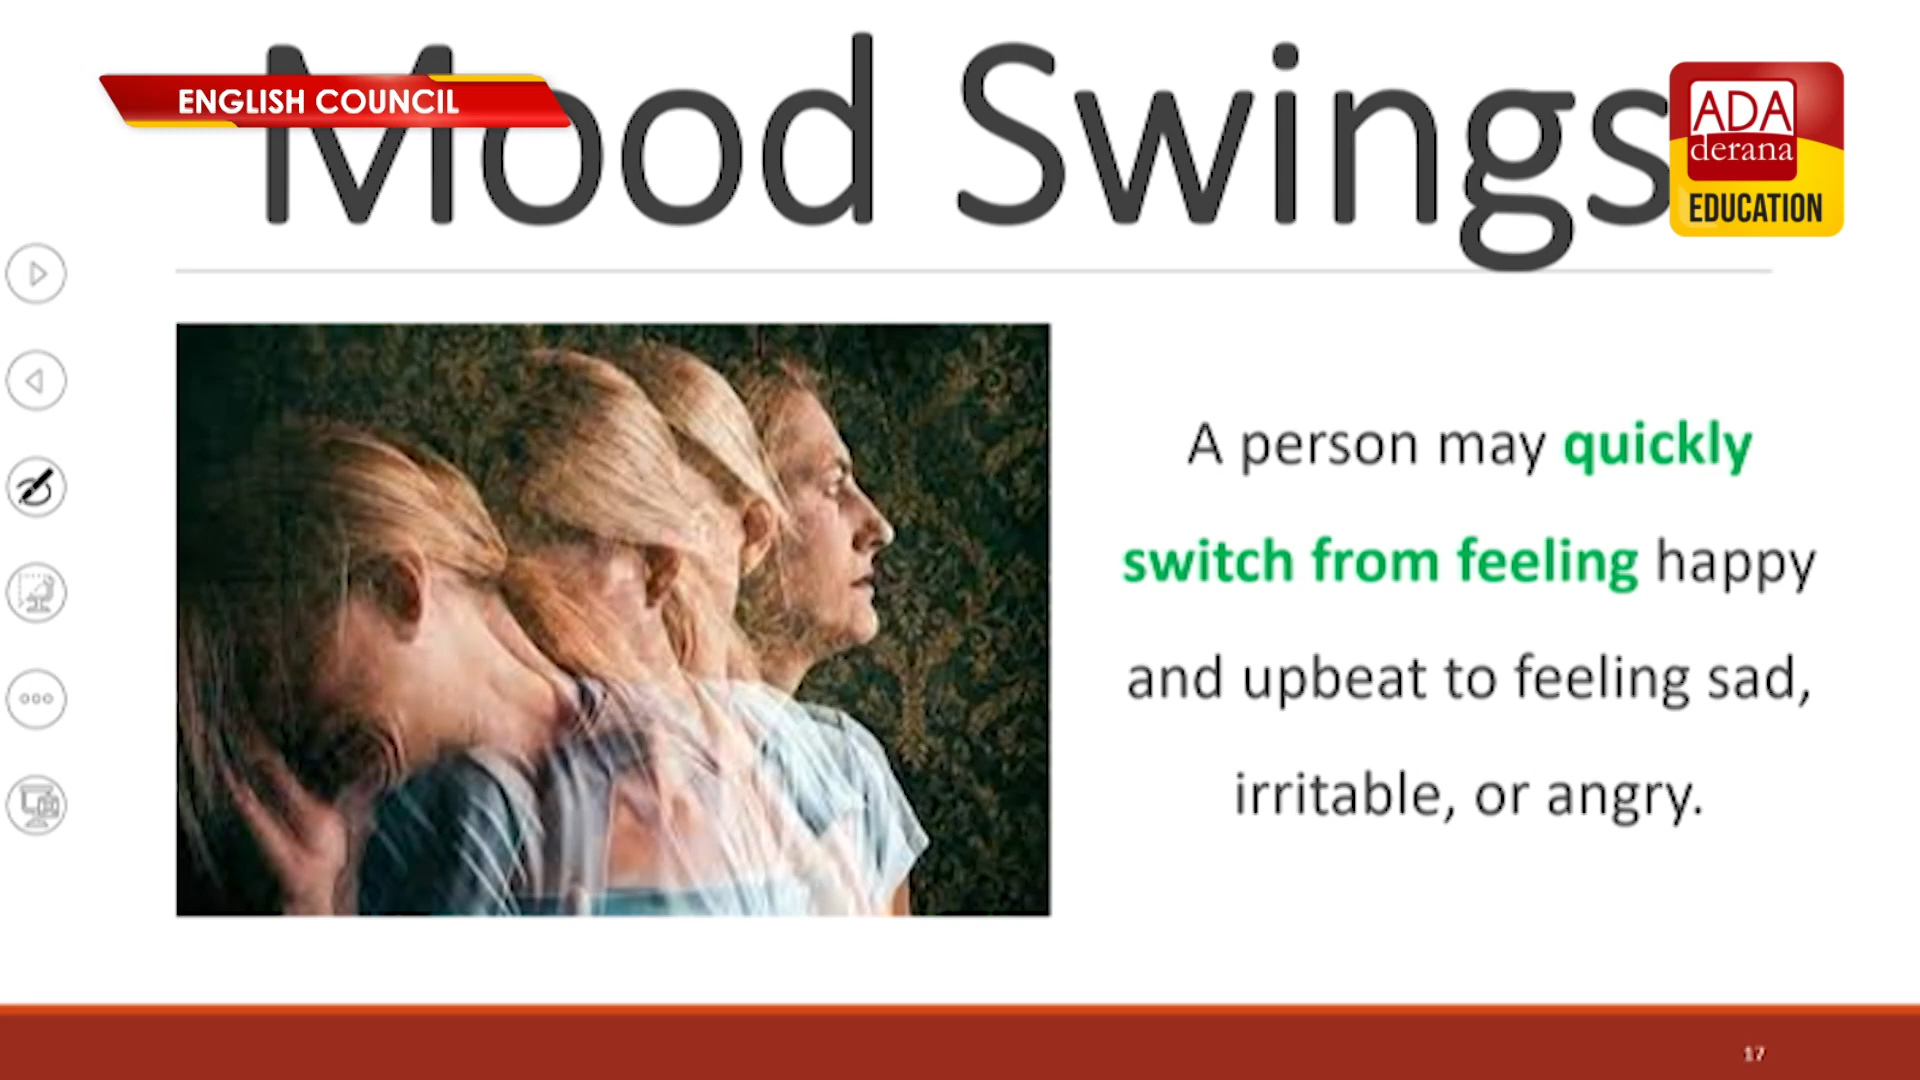 Mood Swings
ENGLISH COUNCIL
ADA
derana
EDUCATION
A person may quickly
switch from feeling happy
and upbeat to feeling sad,
irritable, or angry.
17